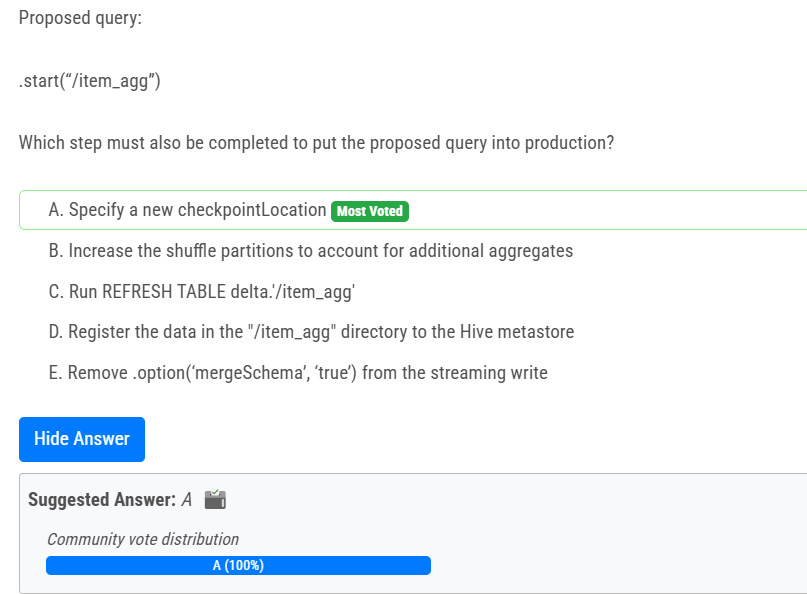 Proposed query:
.start(“/item_agg”)
Which step must also be completed to put the proposed query into production?
A. Specify a new checkpointLocation Most Voted
B. Increase the shuffle partitions to account for additional aggregates
C. Run REFRESH TABLE delta.'/item_agg'
D. Register the data in the "/item_agg" directory to the Hive metastore
E. Remove .option(‘mergeSchema’, ‘true’) from the streaming write
Hide Answer
Suggested Answer: A
Community vote distribution
A (100%)